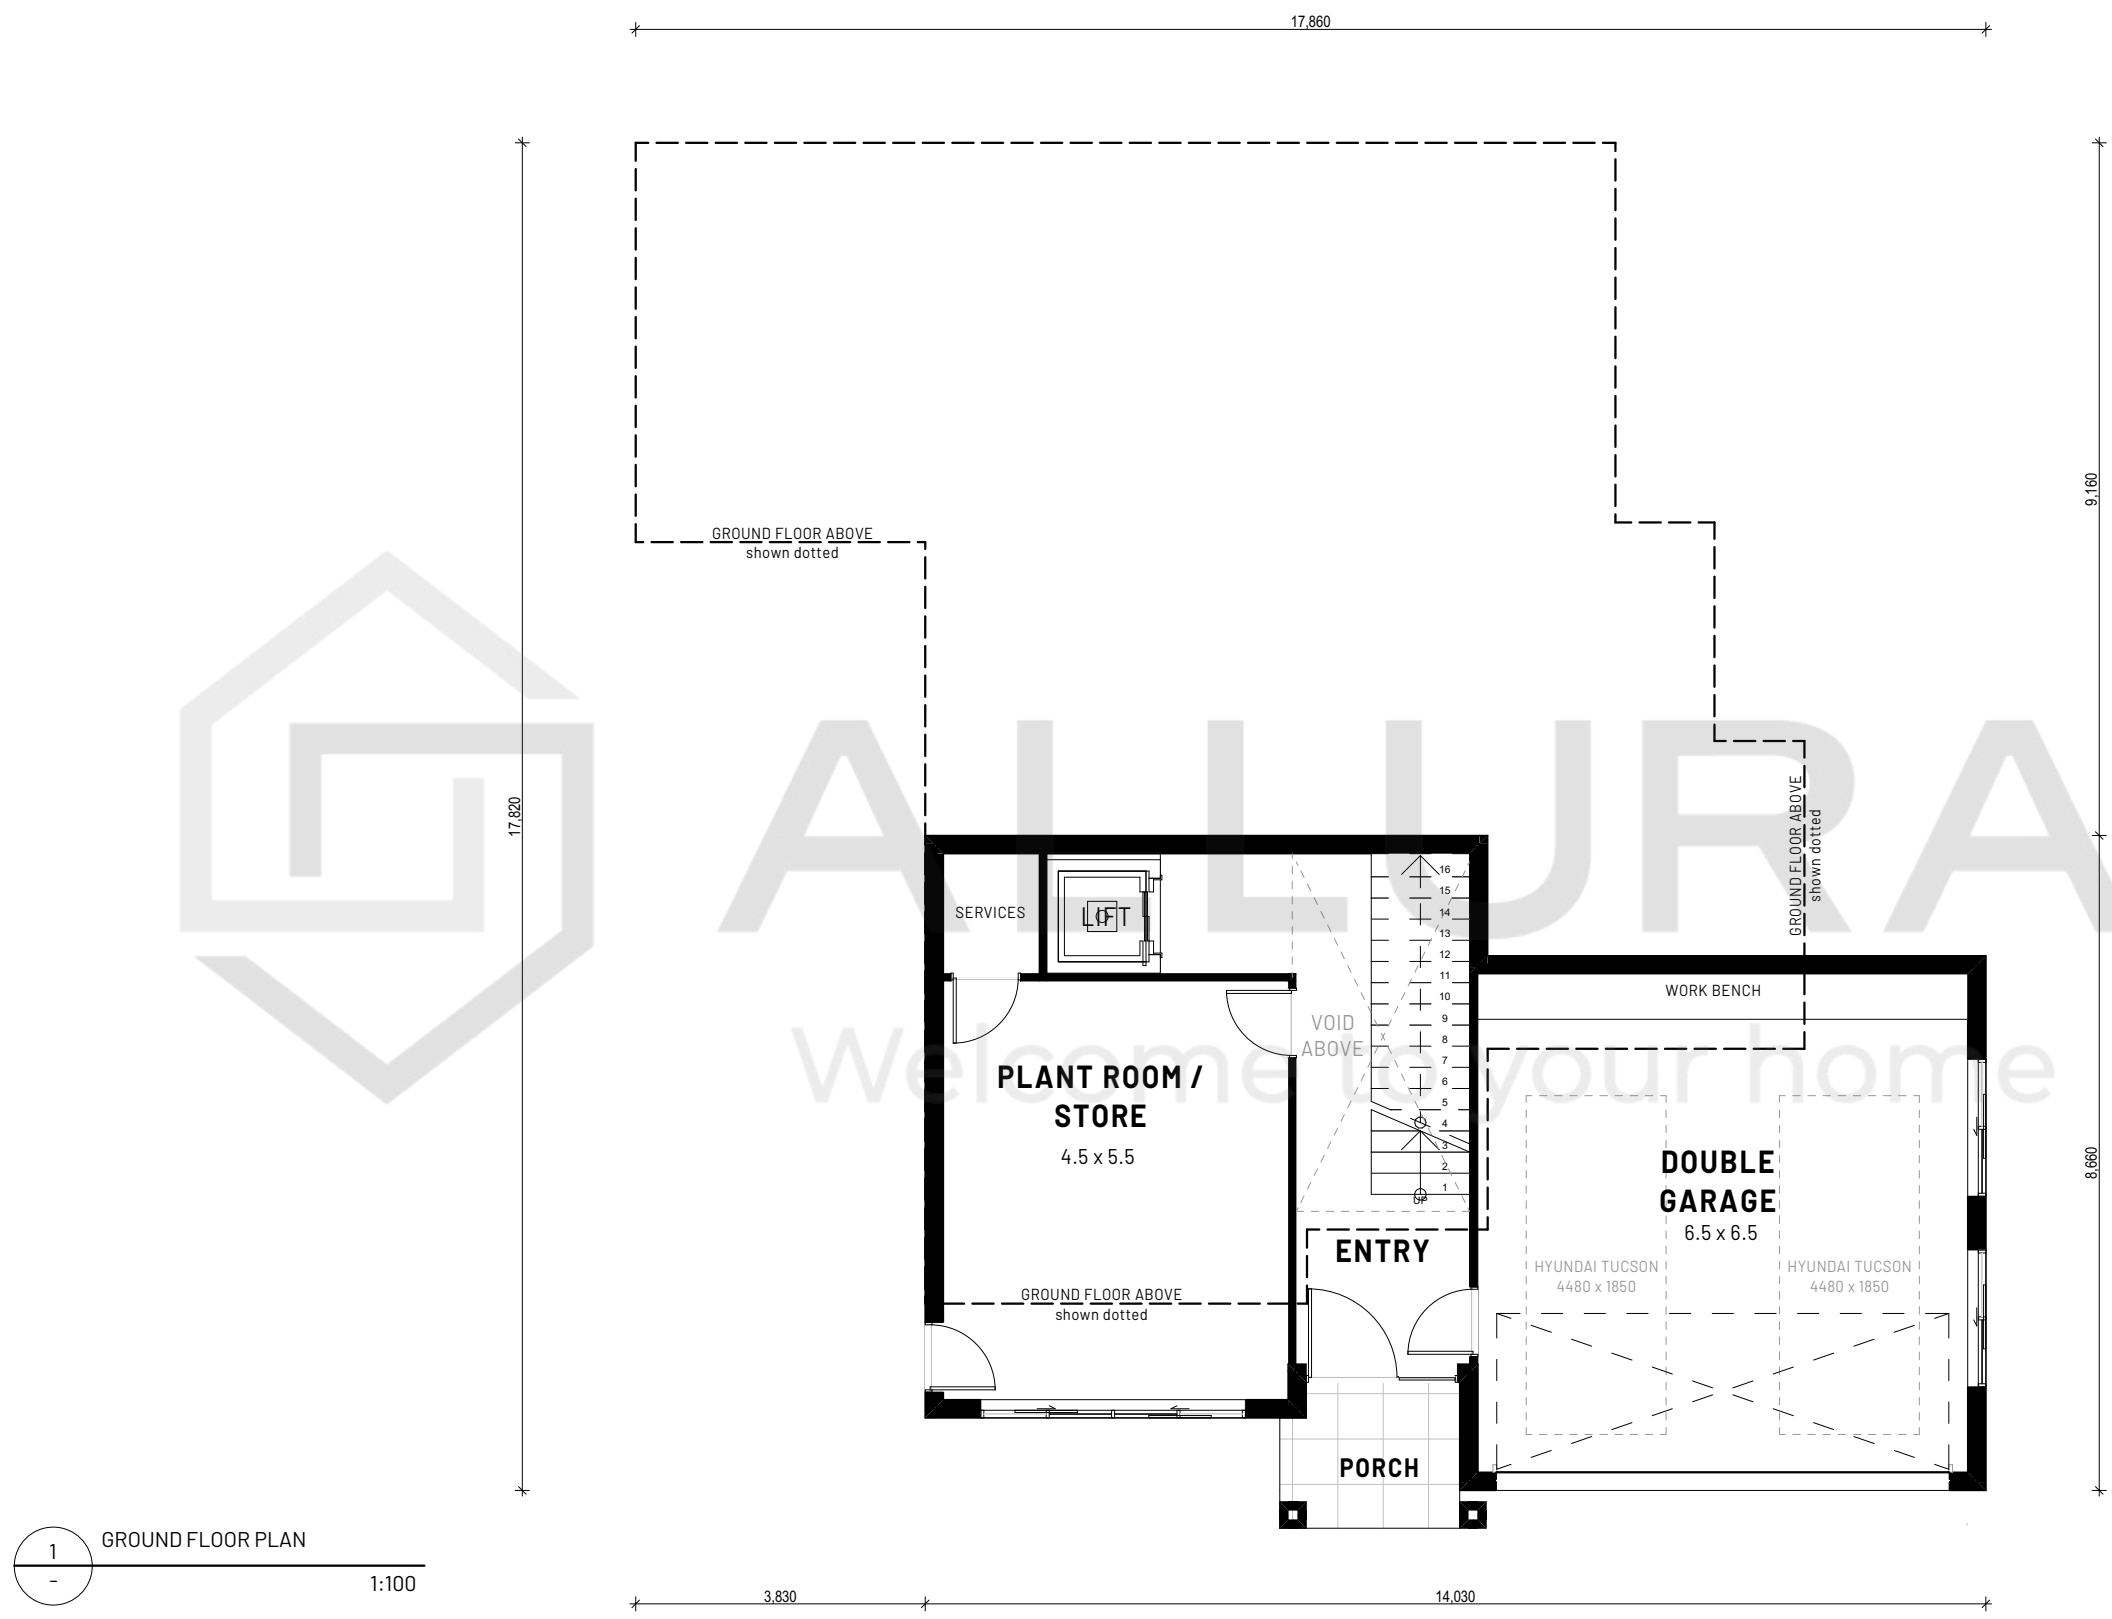 17,860
17,820
9,160
8,660
GROUND FLOOR ABOVE
shown dotted
GROUND FLOOR ABOVE
shown dotted
ALLURA
Welcome to your home
SERVICES
LIFT
16
15
14
13
12
11
10
9
8
7
6
5
4
3
2
1
UP
VOID
ABOVE
x
WORK BENCH
PLANT ROOM /
STORE
4.5 x 5.5
DOUBLE
GARAGE
6.5 x 6.5
ENTRY
HYUNDAI TUCSON
4480 x 1850
HYUNDAI TUCSON
4480 x 1850
GROUND FLOOR ABOVE
shown dotted
PORCH
1
-
GROUND FLOOR PLAN
1:100
3,830
14,030